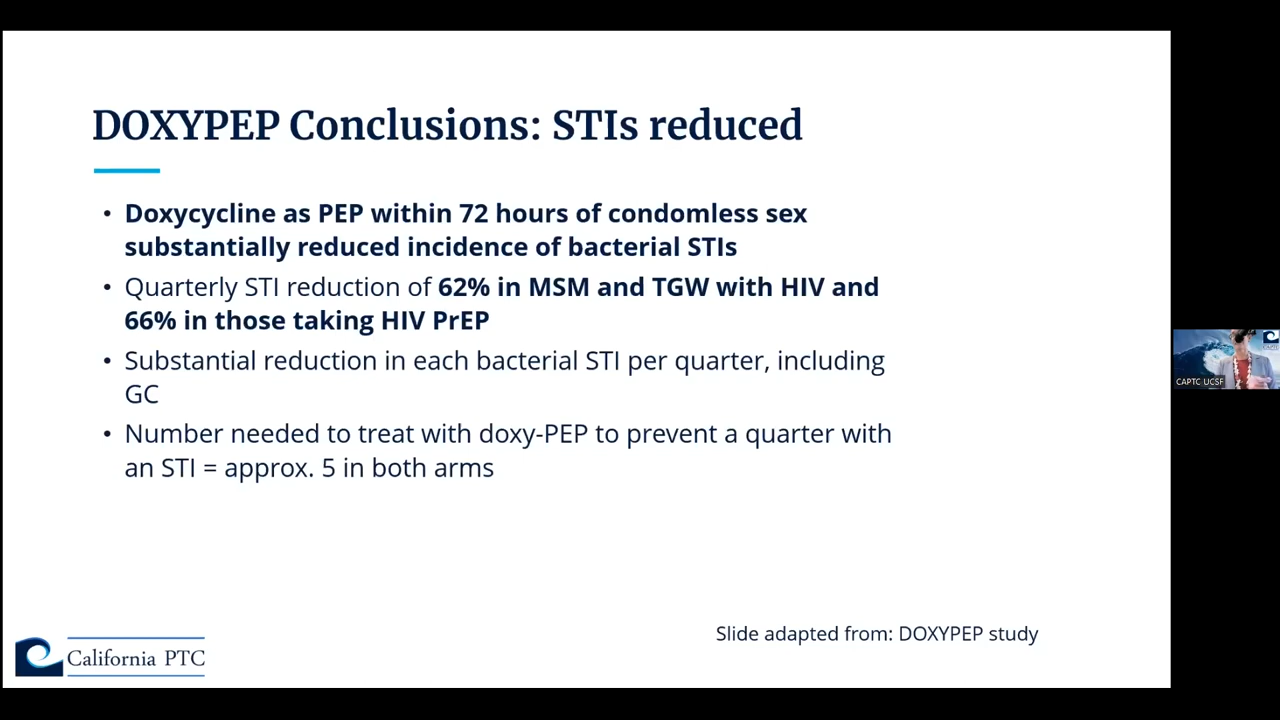 DOXYPEP Conclusions: STIs reduced
• Doxycycline as PEP within 72 hours of condomless sex
substantially reduced incidence of bacterial STIs
• Quarterly STI reduction of 62% in MSM and TGW with HIV and
66% in those taking HIV PrEP
• Substantial reduction in each bacterial STI per quarter, including
GC
• Number needed to treat with doxy-PEP to prevent a quarter with
an STI = approx. 5 in both arms
Slide adapted from: DOXYPEP study
California PTC
CAPTC UCSF